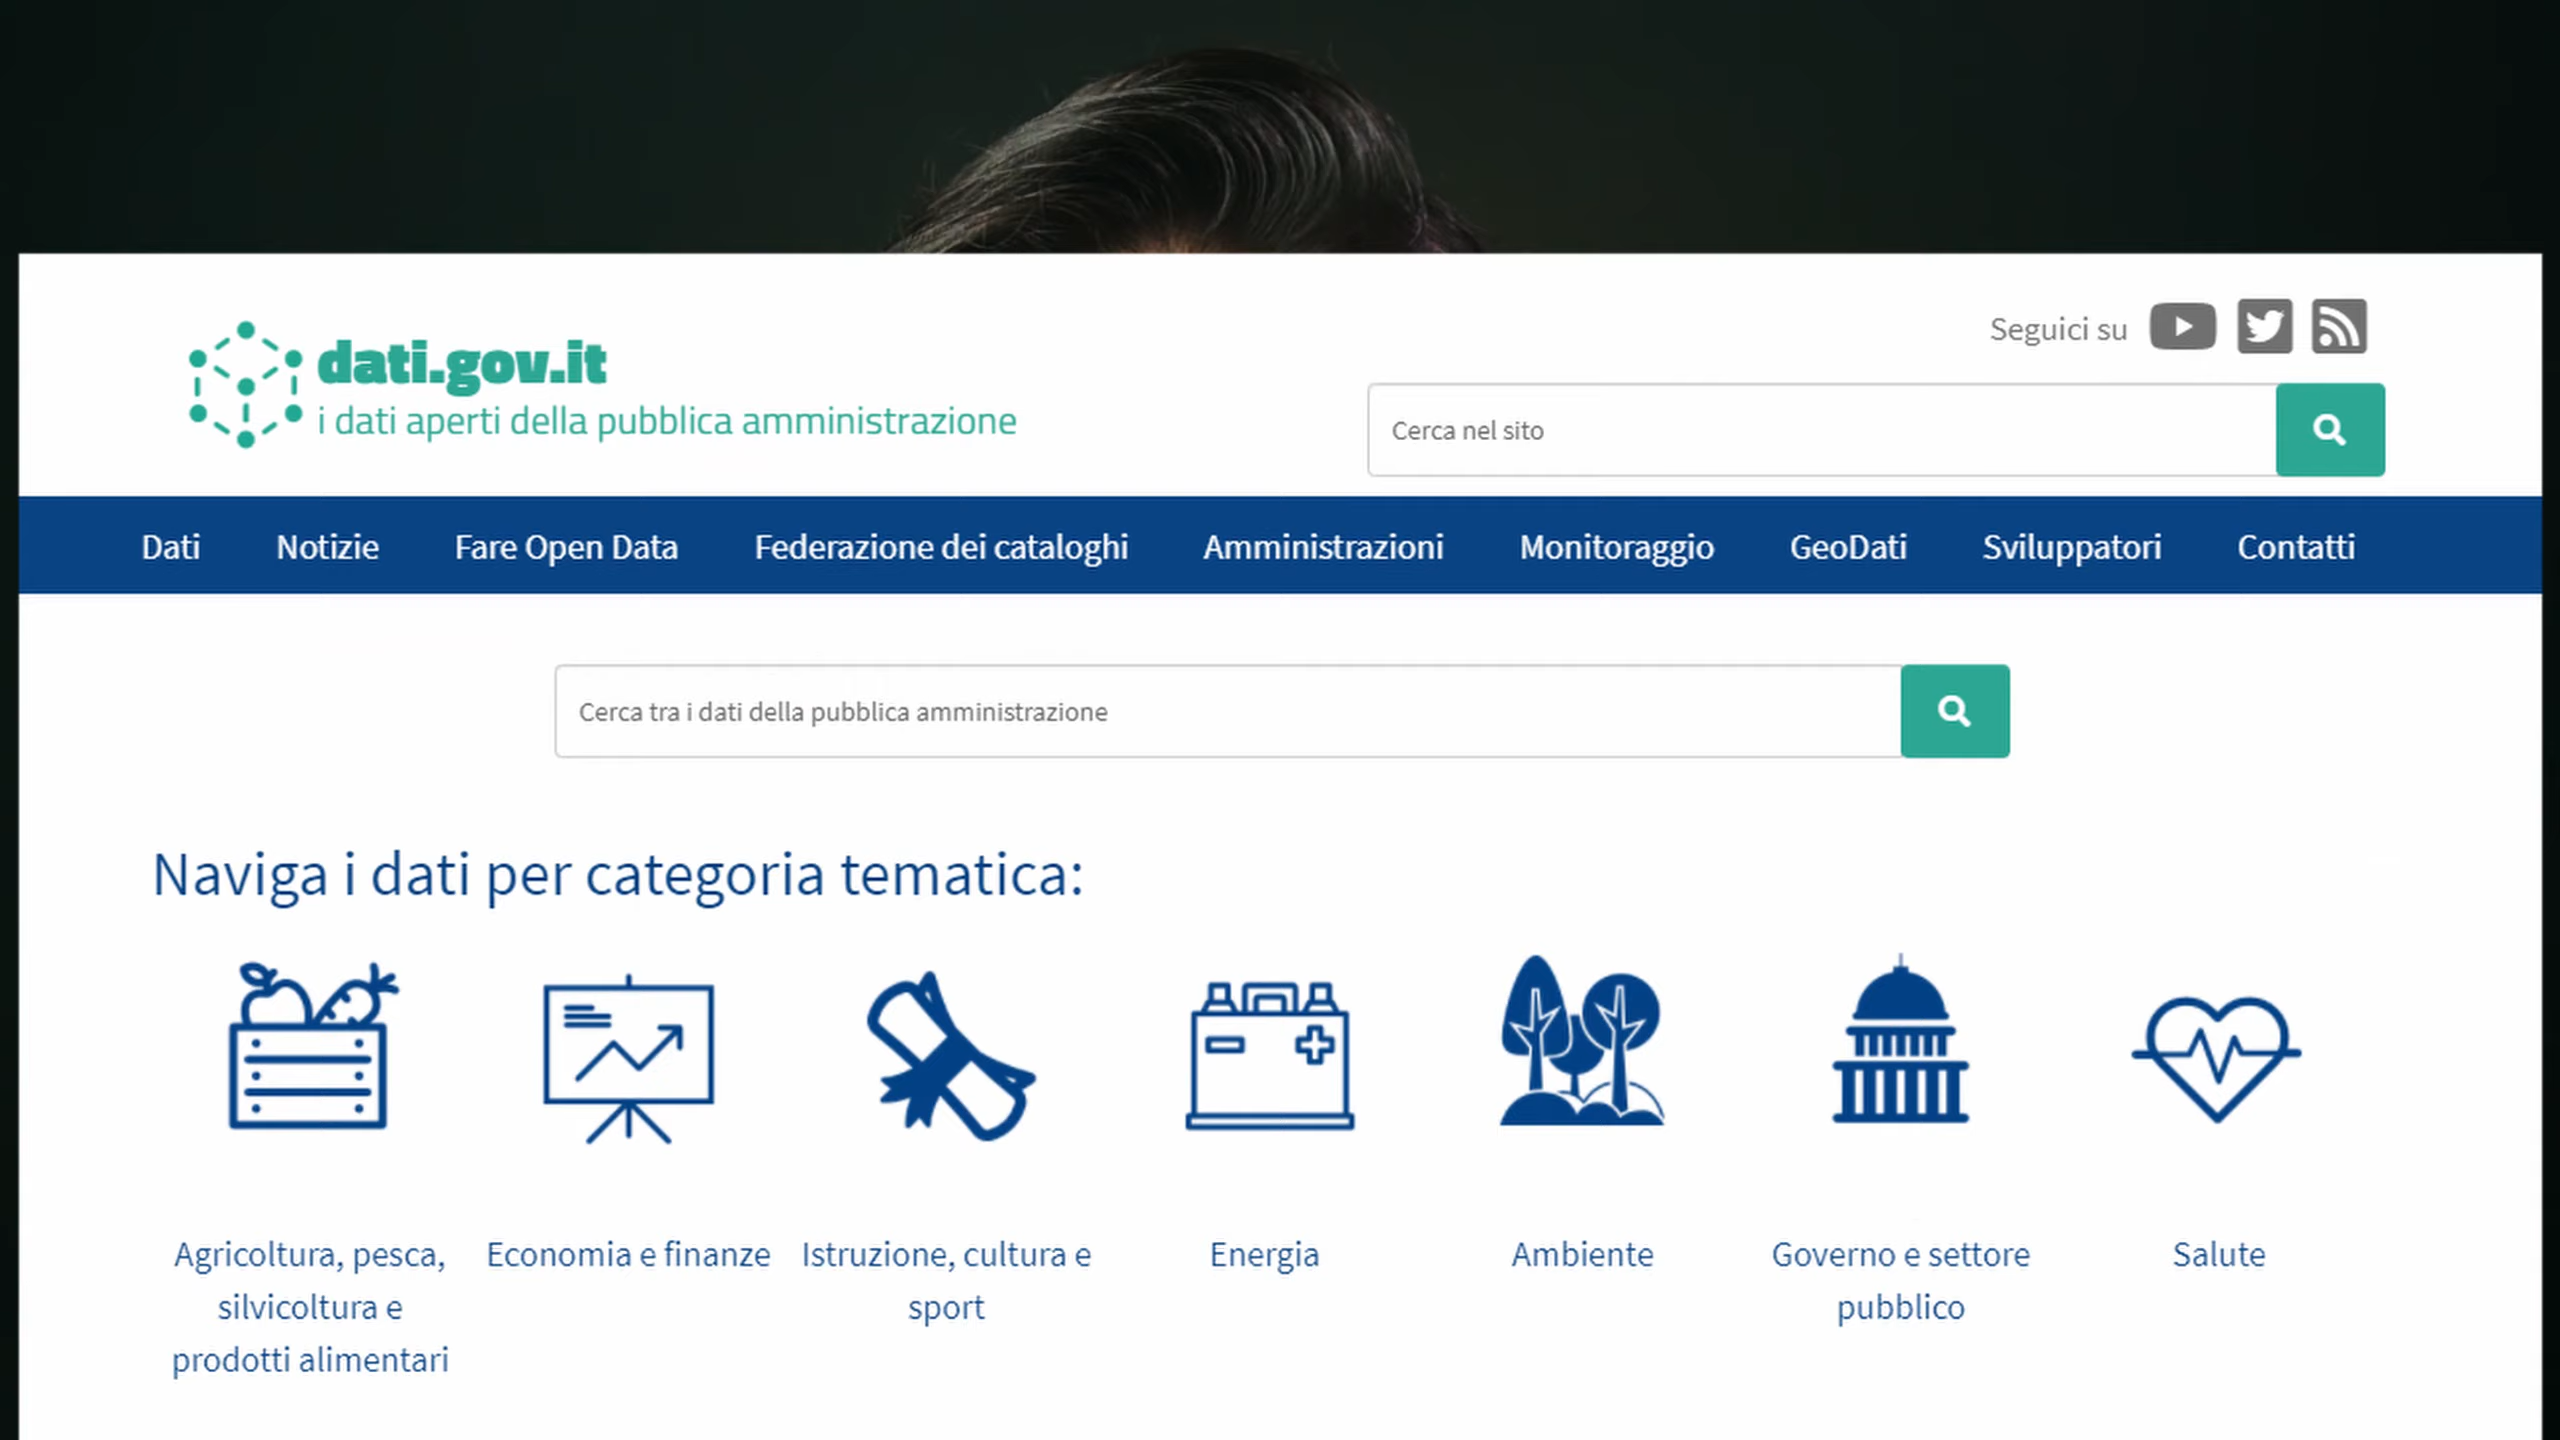 dati.gov.it
i dati aperti della pubblica amministrazione
Seguici su
Cerca nel sito
Dati Notizie Fare Open Data Federazione dei cataloghi Amministrazioni Monitoraggio GeoDati Sviluppatori Contatti
Cerca tra i dati della pubblica amministrazione
Naviga i dati per categoria tematica:
Agricoltura, pesca,
silvicoltura e
prodotti alimentari
Economia e finanze
Istruzione, cultura e
sport
Energia
Ambiente
Governo e settore
pubblico
Salute